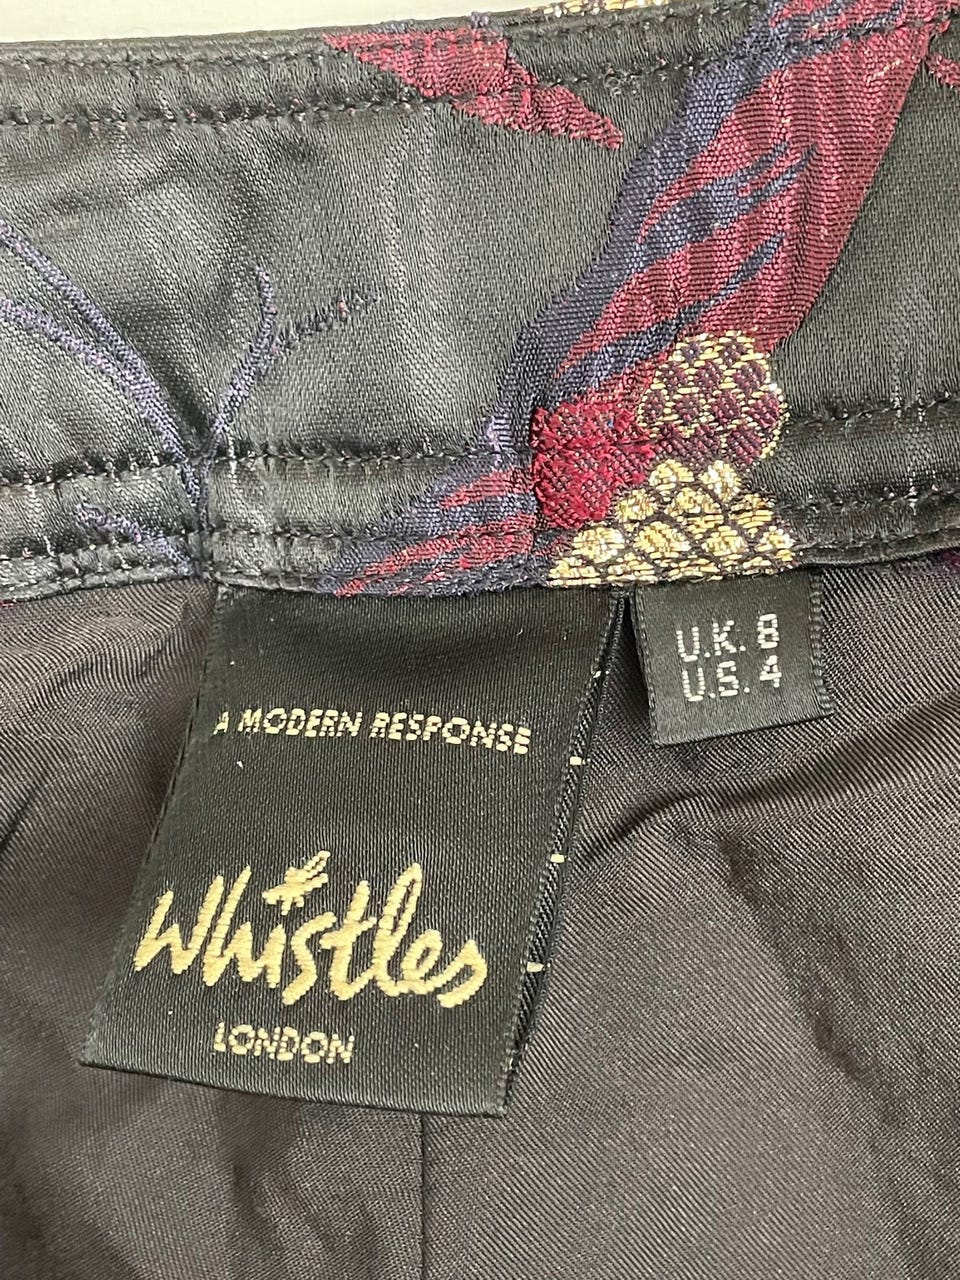 U.K. 8
U.S. 4
A MODERN RESPONSE
Whistles
LONDON